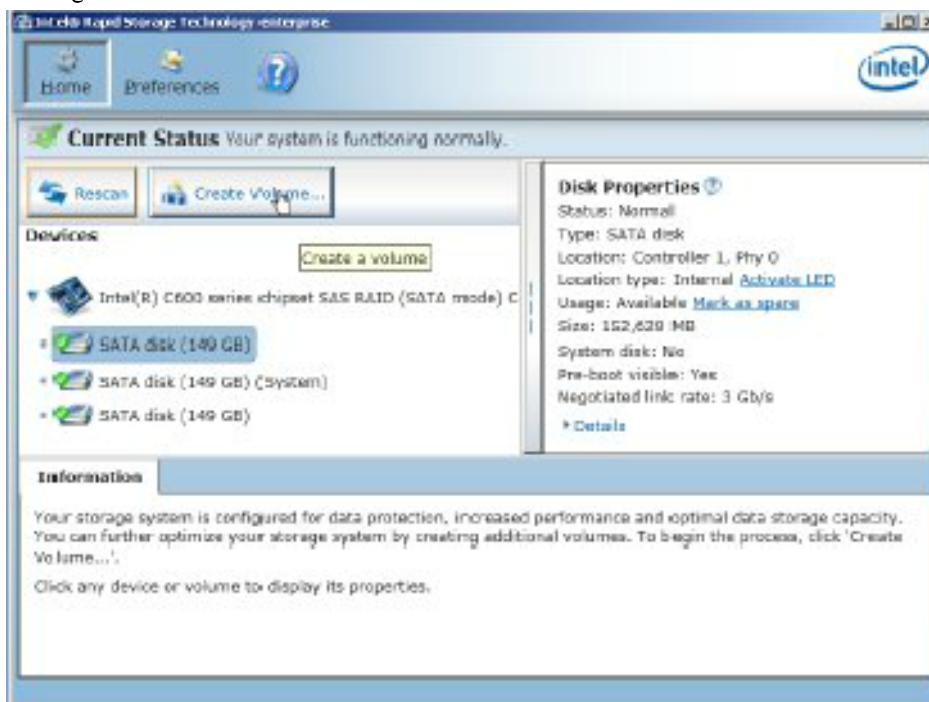 Intel® Rapid Storage Technology enterprise
Home
Preferences
intel
Current Status Your system is functioning normally.
Rescan
Create Volume...
Create a volume
Devices
Intel(R) C600 series chipset SAS RAID (SATA mode) C
SATA disk (149 GB)
SATA disk (149 GB) (System)
SATA disk (149 GB)
Disk Properties
Status: Normal
Type: SATA disk
Location: Controller 1, Phy 0
Location type: Internal Activate LED
Usage: Available Mark as spare
Size: 152,628 MB
System disk: No
Pre-boot visible: Yes
Negotiated link rate: 3 Gb/s
Details
Information
Your storage system is configured for data protection, increased performance and optimal data storage capacity.
You can further optimize your storage system by creating additional volumes. To begin the process, click 'Create
Volume...'.
Click any device or volume to display its properties.